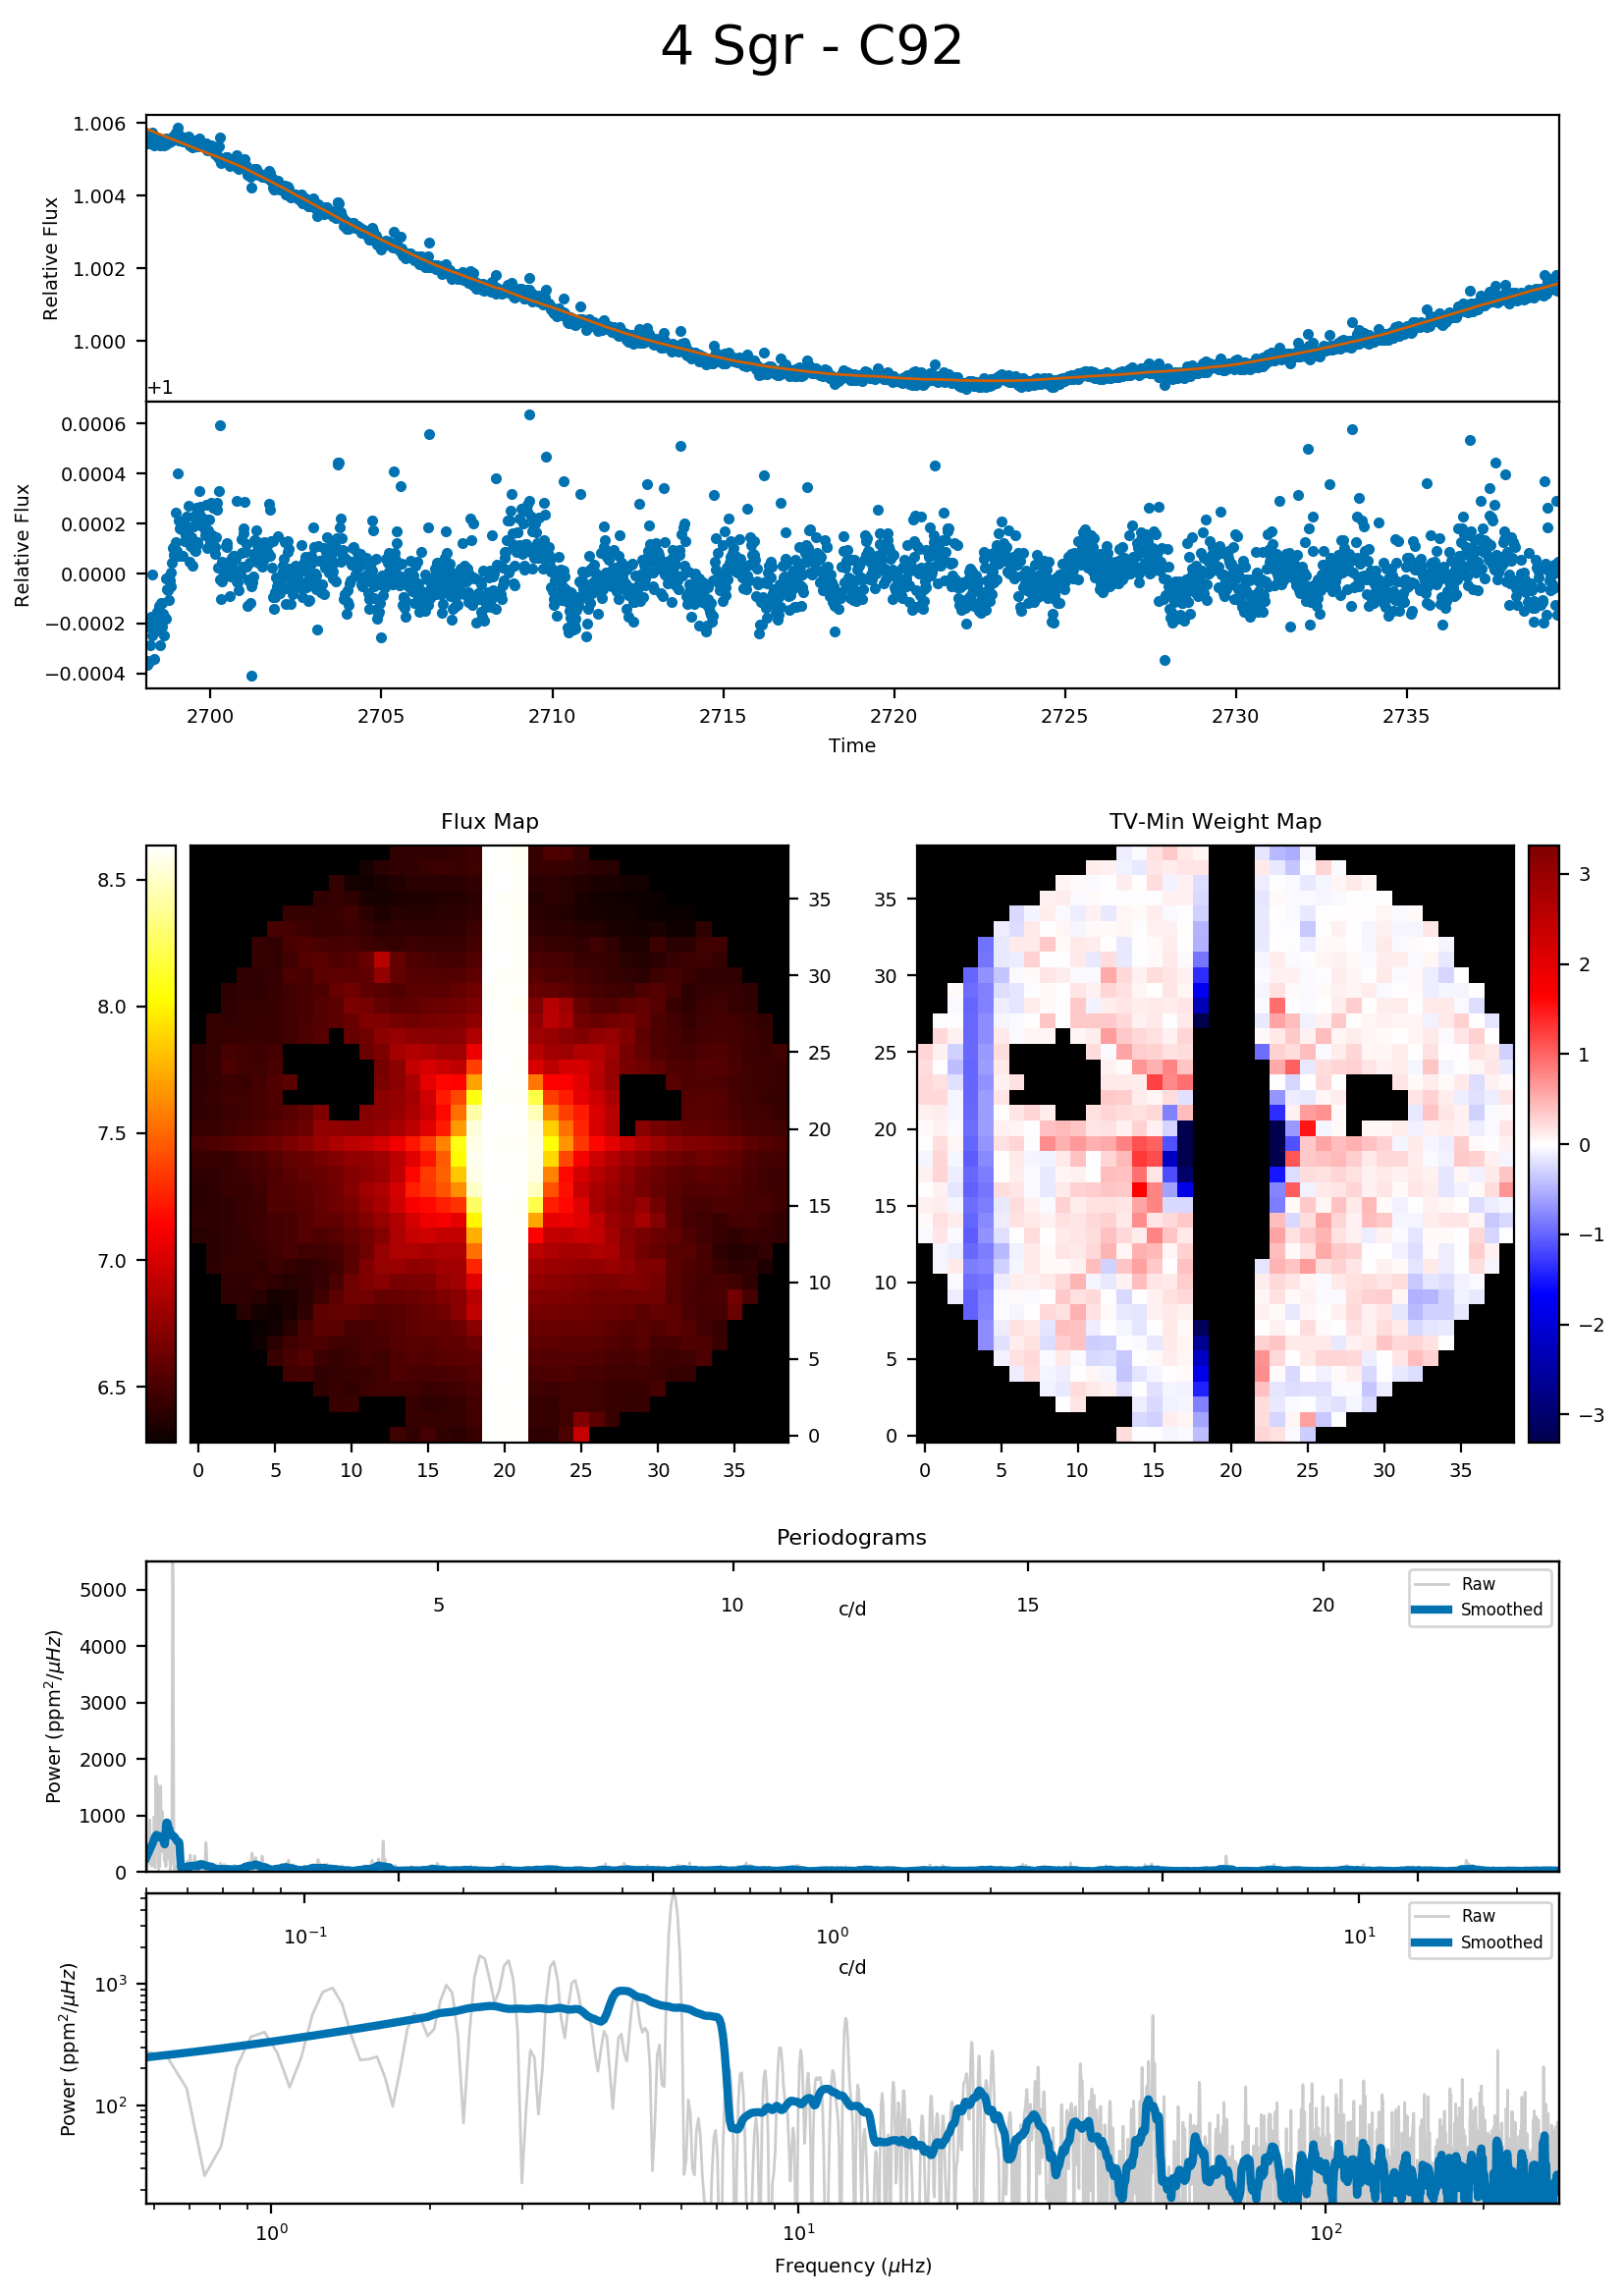 4 Sgr - C92
1.006
1.004
1.002
1.000
Relative Flux
+1
0.0006
0.0004
0.0002
0.0000
−0.0002
−0.0004
Relative Flux
2700 2705 2710 2715 2720 2725 2730 2735
Time
Flux Map
8.5
8.0
7.5
7.0
6.5
35
30
25
20
15
10
5
0
0 5 10 15 20 25 30 35
TV-Min Weight Map
35
30
25
20
15
10
5
0
0 5 10 15 20 25 30 35
3
2
1
0
−1
−2
−3
Periodograms
5000
4000
3000
2000
1000
0
Power (ppm²/μHz)
5 10 15 20
c/d
Raw
Smoothed
10⁻¹ 10⁰ 10¹
c/d
Raw
Smoothed
10³
10²
Power (ppm²/μHz)
10⁰ 10¹ 10²
Frequency (μHz)